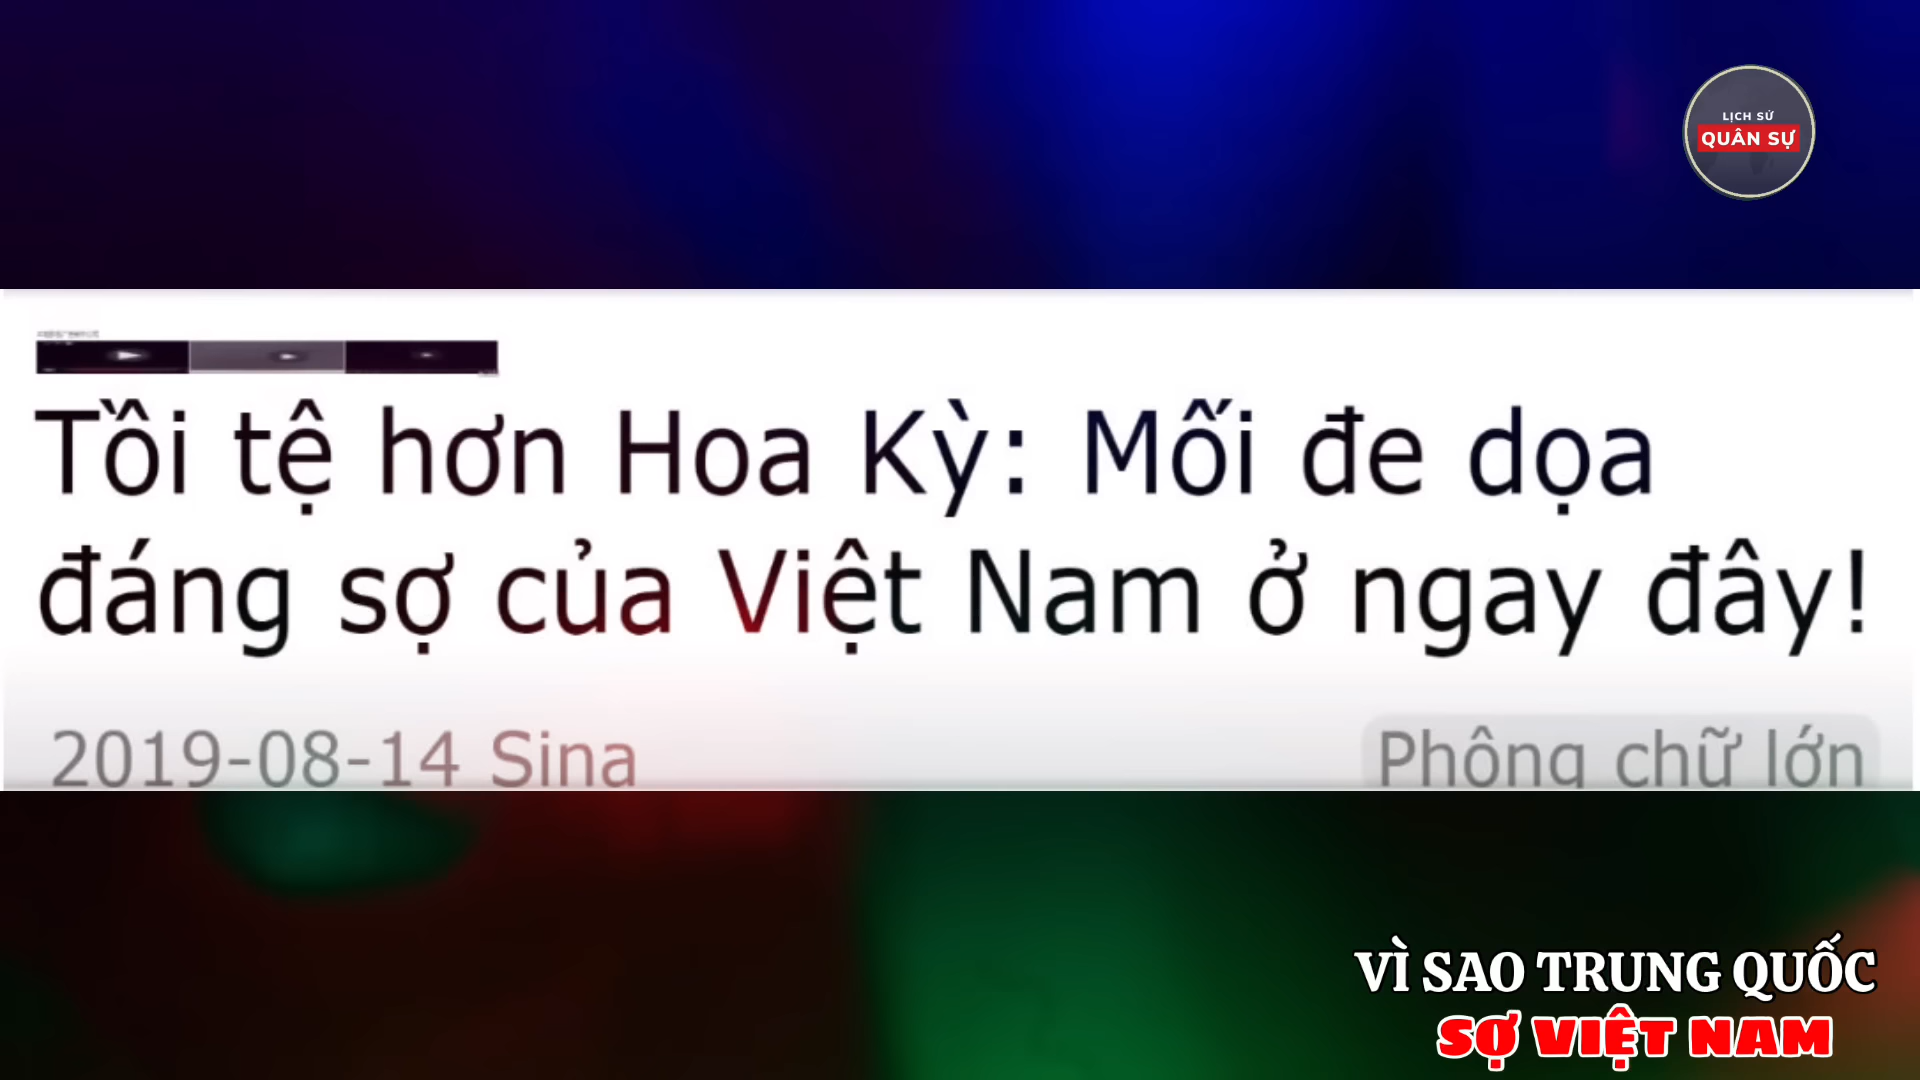 LỊCH SỬ
QUÂN SỰ
Tồi tệ hơn Hoa Kỳ: Mối đe dọa
đáng sợ của Việt Nam ở ngay đây!
2019-08-14 Sina
Phông chữ lớn
VÌ SAO TRUNG QUỐC
SỢ VIỆT NAM